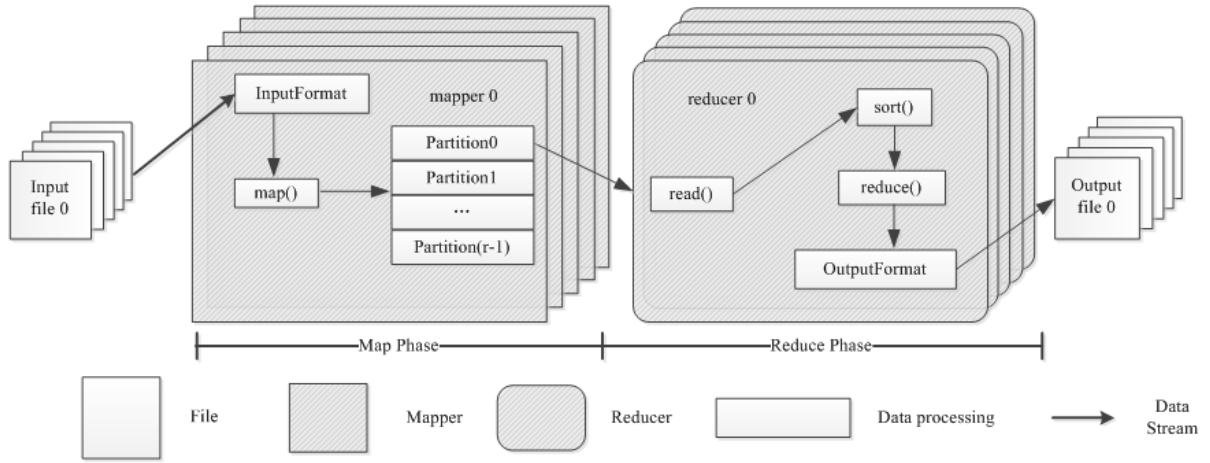 Input
file 0
InputFormat
mapper 0
map()
Partition0
Partition1
...
Partition(r-1)
reducer 0
read()
sort()
reduce()
OutputFormat
Output
file 0
Map Phase
Reduce Phase
File
Mapper
Reducer
Data processing
Data
Stream